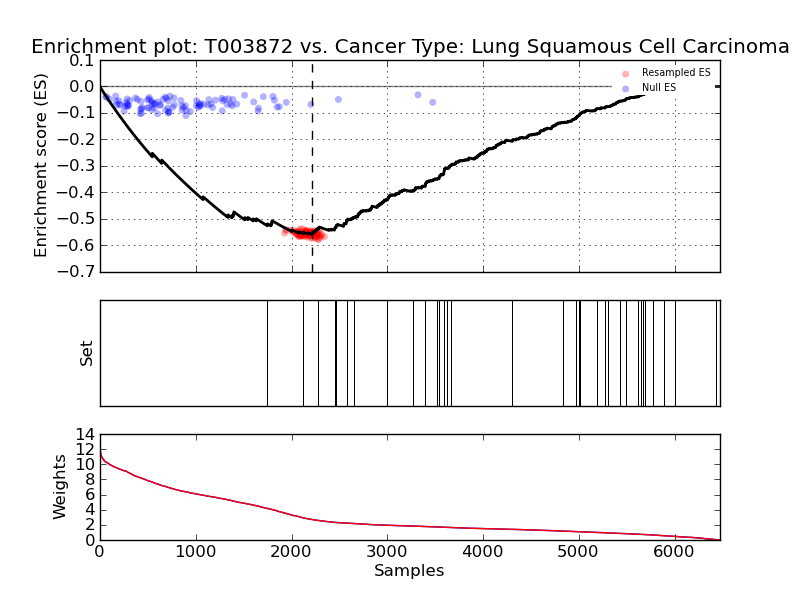 Enrichment plot: T003872 vs. Cancer Type: Lung Squamous Cell Carcinoma
Enrichment score (ES)
0.1
0.0
−0.1
−0.2
−0.3
−0.4
−0.5
−0.6
−0.7
Resampled ES
Null ES
Set
Weights
14
12
10
8
6
4
2
0
0 1000 2000 3000 4000 5000 6000
Samples